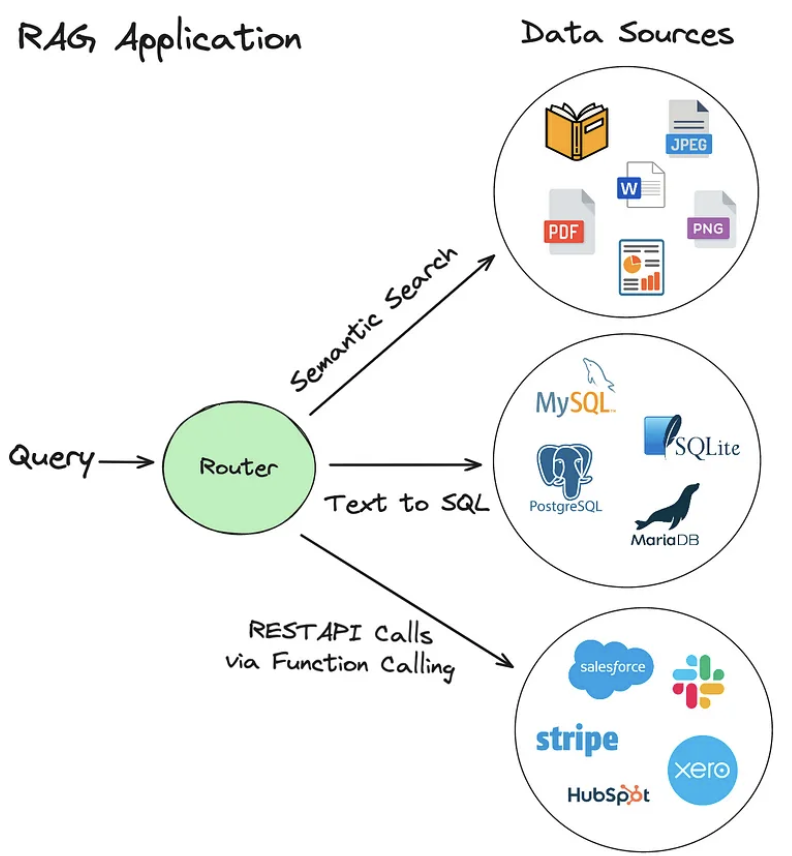 RAG Application
Data Sources
JPEG
W
PDF
PNG
Semantic Search
MySQL
SQLite
PostgreSQL
MariaDB
Query
Router
Text to SQL
RESTAPI Calls
via Function Calling
salesforce
stripe
xero
HubSpot